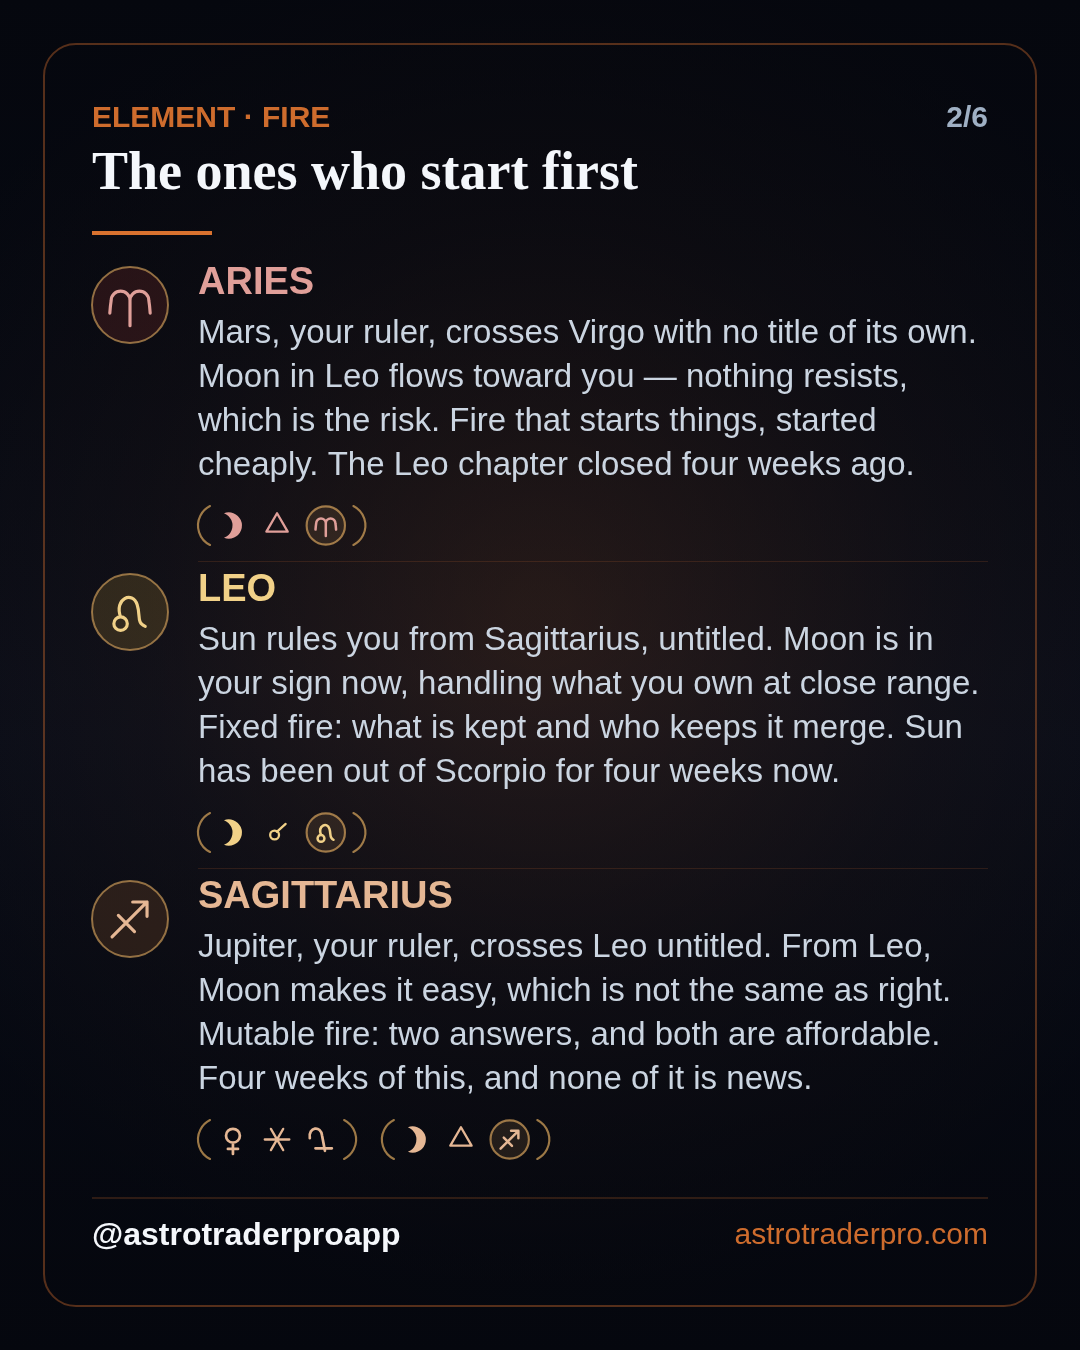 ELEMENT · FIRE
2/6
The ones who start first
ARIES
Mars, your ruler, crosses Virgo with no title of its own.
Moon in Leo flows toward you — nothing resists,
which is the risk. Fire that starts things, started
cheaply. The Leo chapter closed four weeks ago.
LEO
Sun rules you from Sagittarius, untitled. Moon is in
your sign now, handling what you own at close range.
Fixed fire: what is kept and who keeps it merge. Sun
has been out of Scorpio for four weeks now.
SAGITTARIUS
Jupiter, your ruler, crosses Leo untitled. From Leo,
Moon makes it easy, which is not the same as right.
Mutable fire: two answers, and both are affordable.
Four weeks of this, and none of it is news.
@astrotraderproapp
astrotraderpro.com